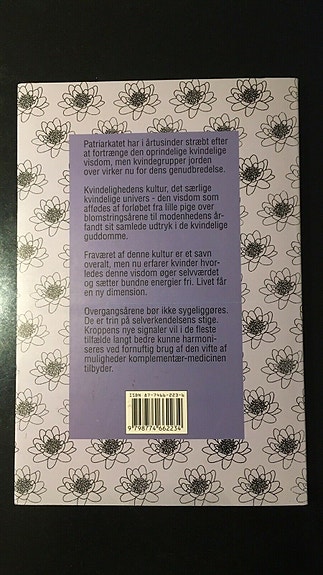 Patriarkatet har i årtusinder stræbt efter
at fortrænge den oprindelige kvindelige
visdom, men kvindegrupper jorden
over virker nu for dens genudbredelse.
Kvindelighedens kultur, det særlige
kvindelige univers - den visdom som
affødes af forløbet fra lille pige over
blomstringsårene til modenhedens år-
fandt sit samlede udtryk i de kvindelige
guddomme.
Fraværet af denne kultur er et savn
overalt, men nu erfarer kvinder hvor-
ledes denne visdom øger selvværdet
og sætter bundne energier fri. Livet får
en ny dimension.
Overgangsårene bør ikke sygeliggøres.
De er trin på selverkendelsens stige.
Kroppens nye signaler vil i de fleste
tilfælde langt bedre kunne harmoni-
seres ved fornuftig brug af den vifte af
muligheder komplementær-medicinen
tilbyder.
ISBN 87-7466-223-4
9 788774 662234